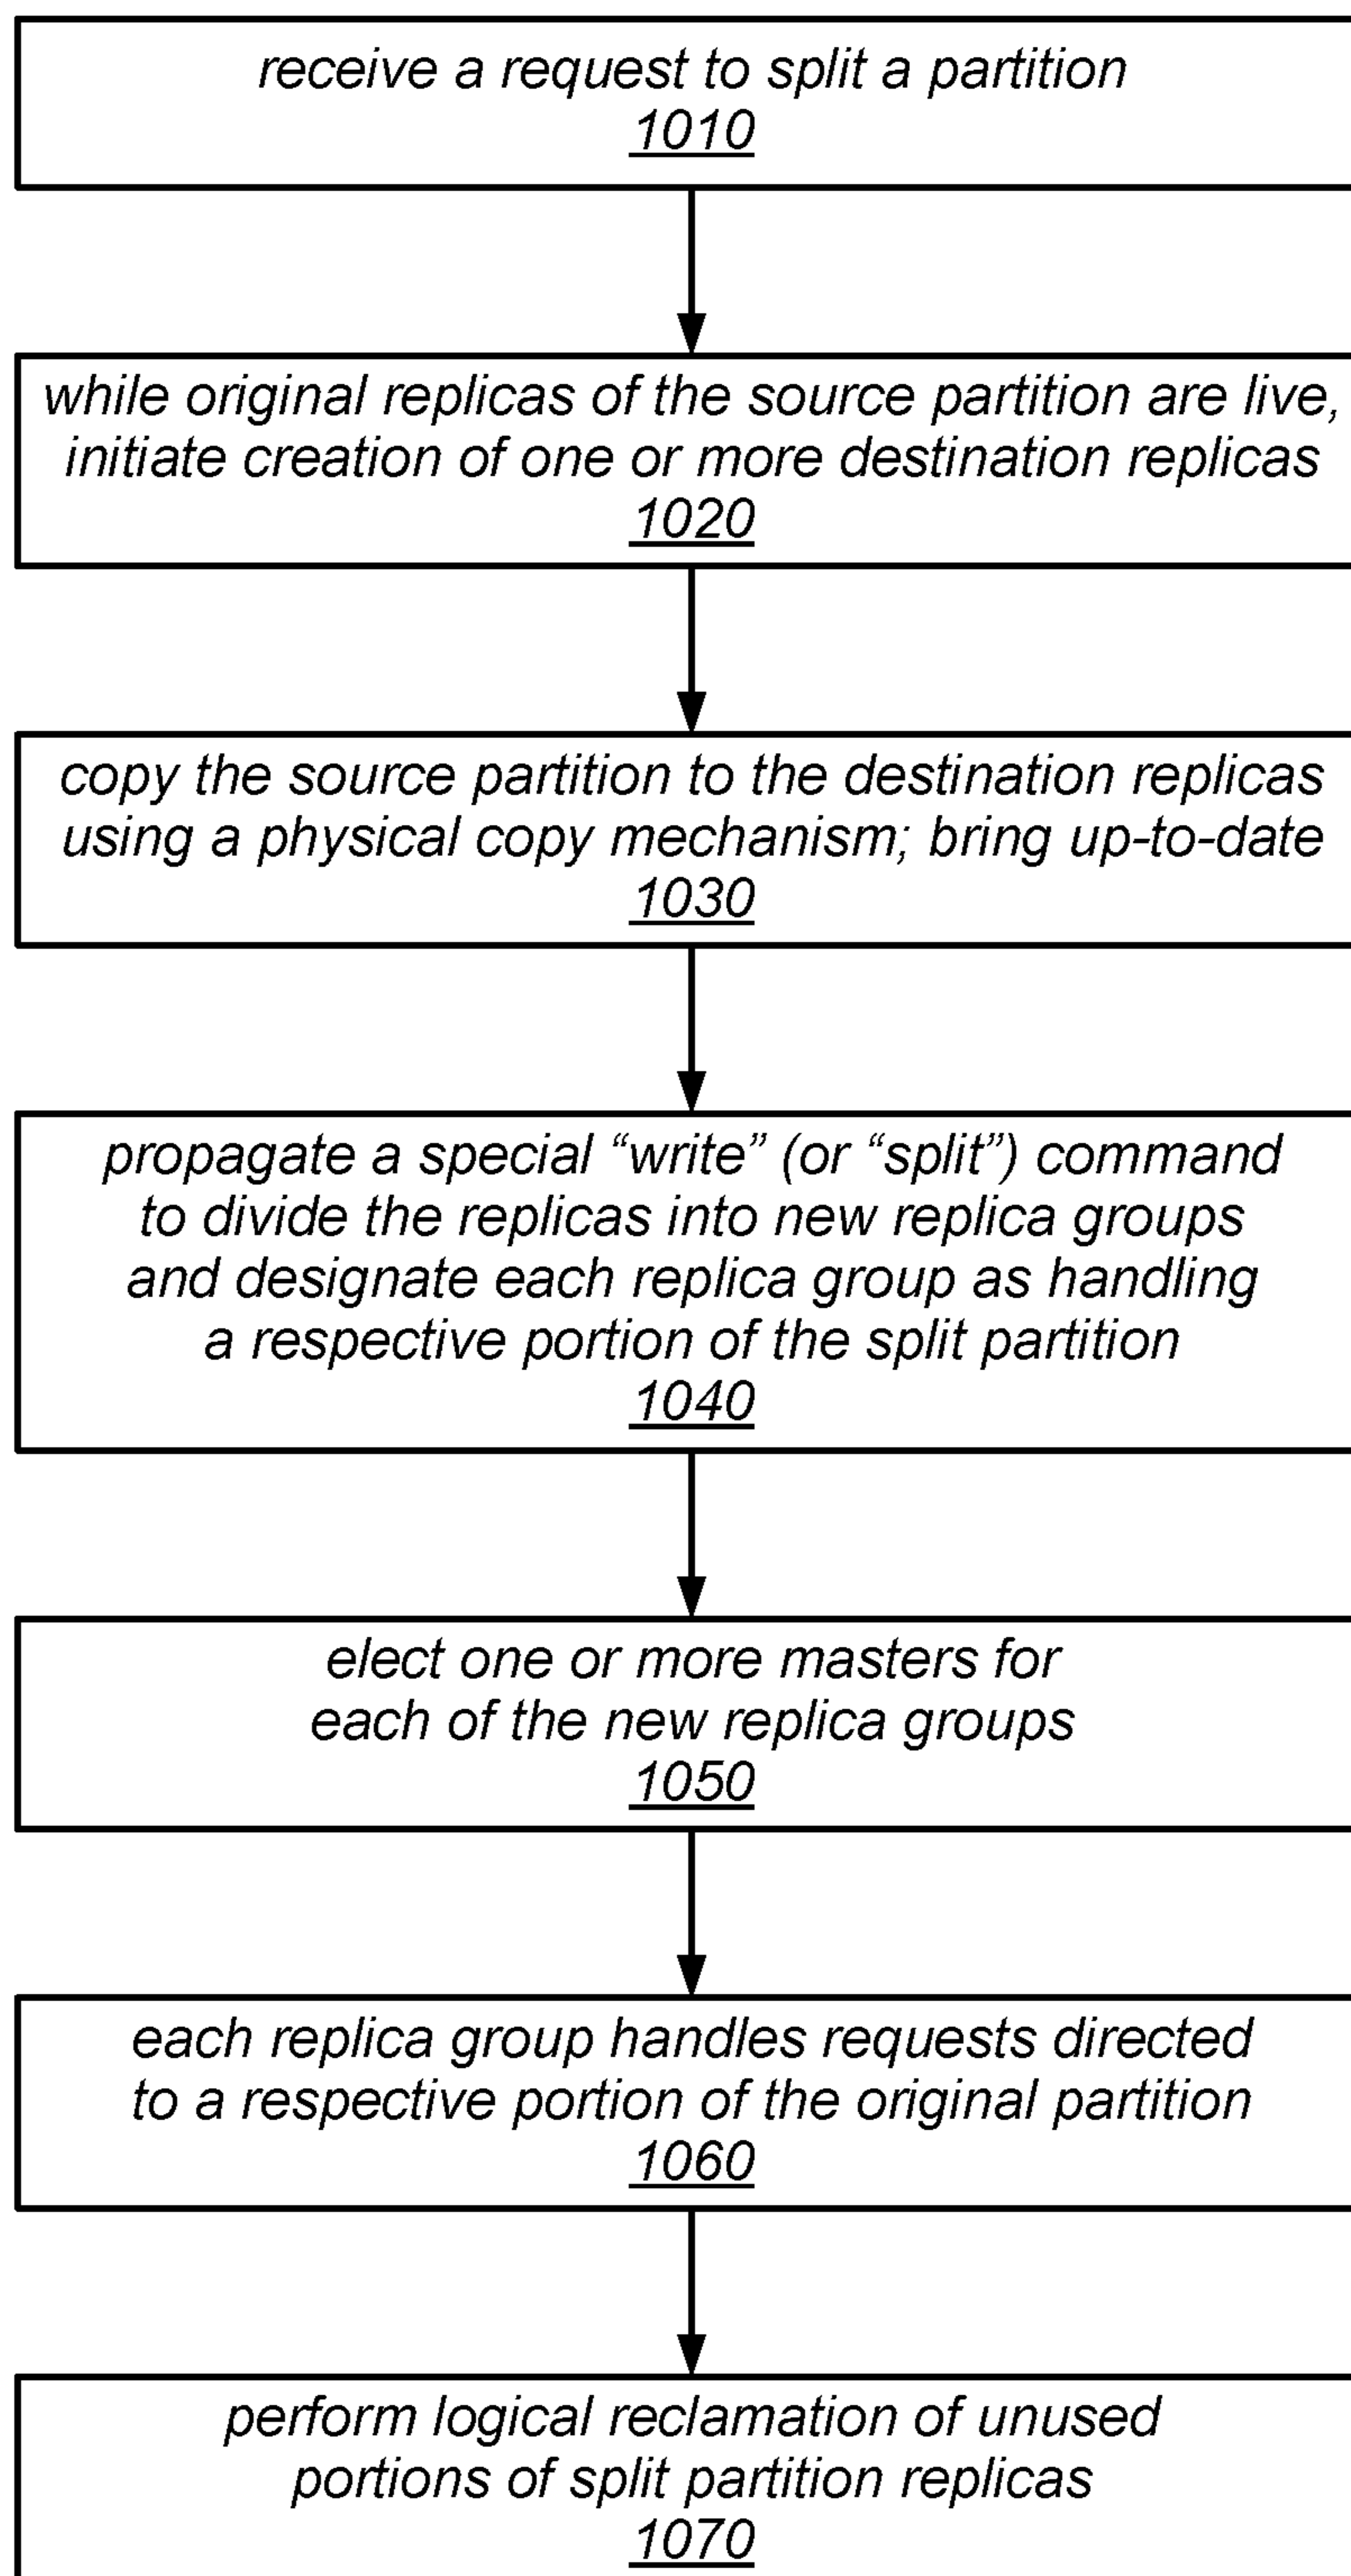 receive a request to split a partition
1010
while original replicas of the source partition are live,
initiate creation of one or more destination replicas
1020
copy the source partition to the destination replicas
using a physical copy mechanism; bring up-to-date
1030
propagate a special “write” (or “split”) command
to divide the replicas into new replica groups
and designate each replica group as handling
a respective portion of the split partition
1040
elect one or more masters for
each of the new replica groups
1050
each replica group handles requests directed
to a respective portion of the original partition
1060
perform logical reclamation of unused
portions of split partition replicas
1070